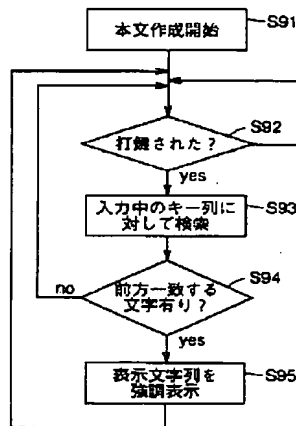 本文作成開始
S91
打鍵された？
S92
yes
入力中のキー列に
対して検索
S93
前方一致する
文字有り？
S94
no
yes
表示文字列を
強調表示
S95